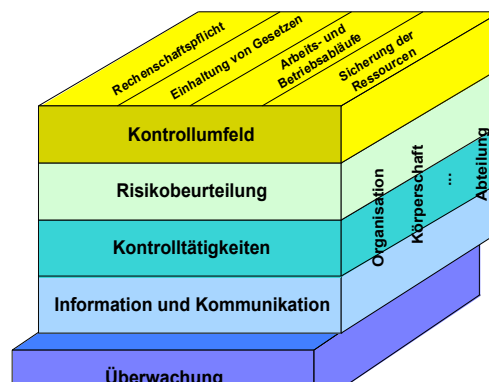 Rechenschaftspflicht
Einhaltung von Gesetzen
Arbeits- und
Betriebsabläufe
Sicherung der
Ressourcen
Kontrollumfeld
Risikobeurteilung
Kontrolltätigkeiten
Information und Kommunikation
Überwachung
Organisation
Körperschaft
...
Abteilung